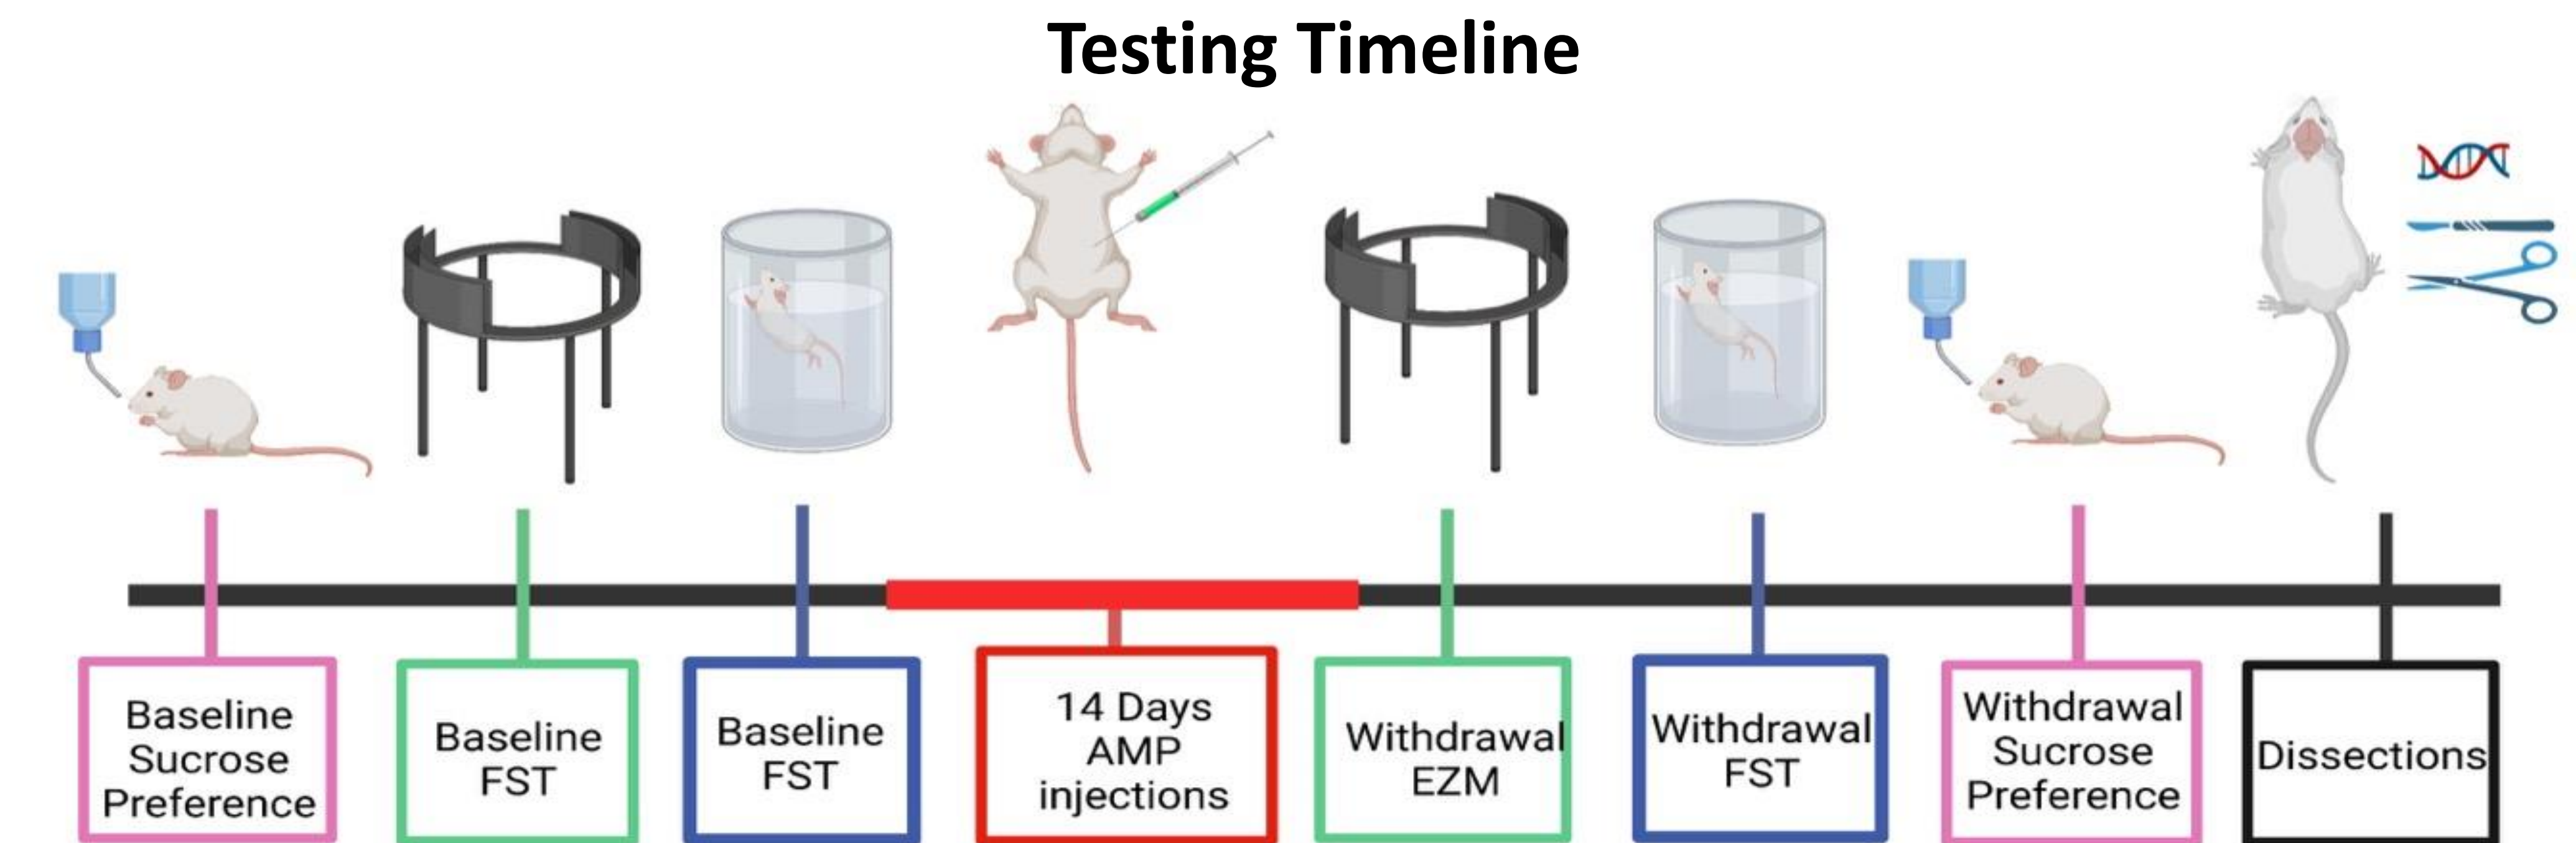 Testing Timeline
Baseline
Sucrose
Preference
Baseline
FST
Baseline
FST
14 Days
AMP
injections
Withdrawal
EZM
Withdrawal
FST
Withdrawal
Sucrose
Preference
Dissections